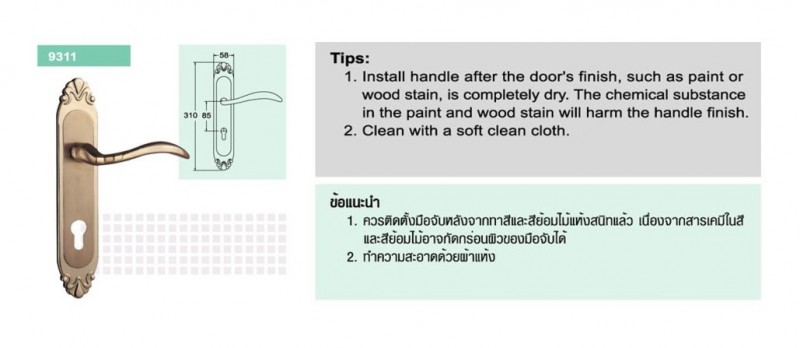 9311
58
310
85
Tips:
1. Install handle after the door's finish, such as paint or
wood stain, is completely dry. The chemical substance
in the paint and wood stain will harm the handle finish.
2. Clean with a soft clean cloth.
ข้อแนะนำ
1. ควรติดตั้งมือจับหลังจากทาสีและสีย้อมไม้แห้งสนิทแล้ว เนื่องจากสารเคมีในสี
และสีย้อมไม้อาจกัดกร่อนผิวของมือจับได้
2. ทำความสะอาดด้วยผ้าแห้ง